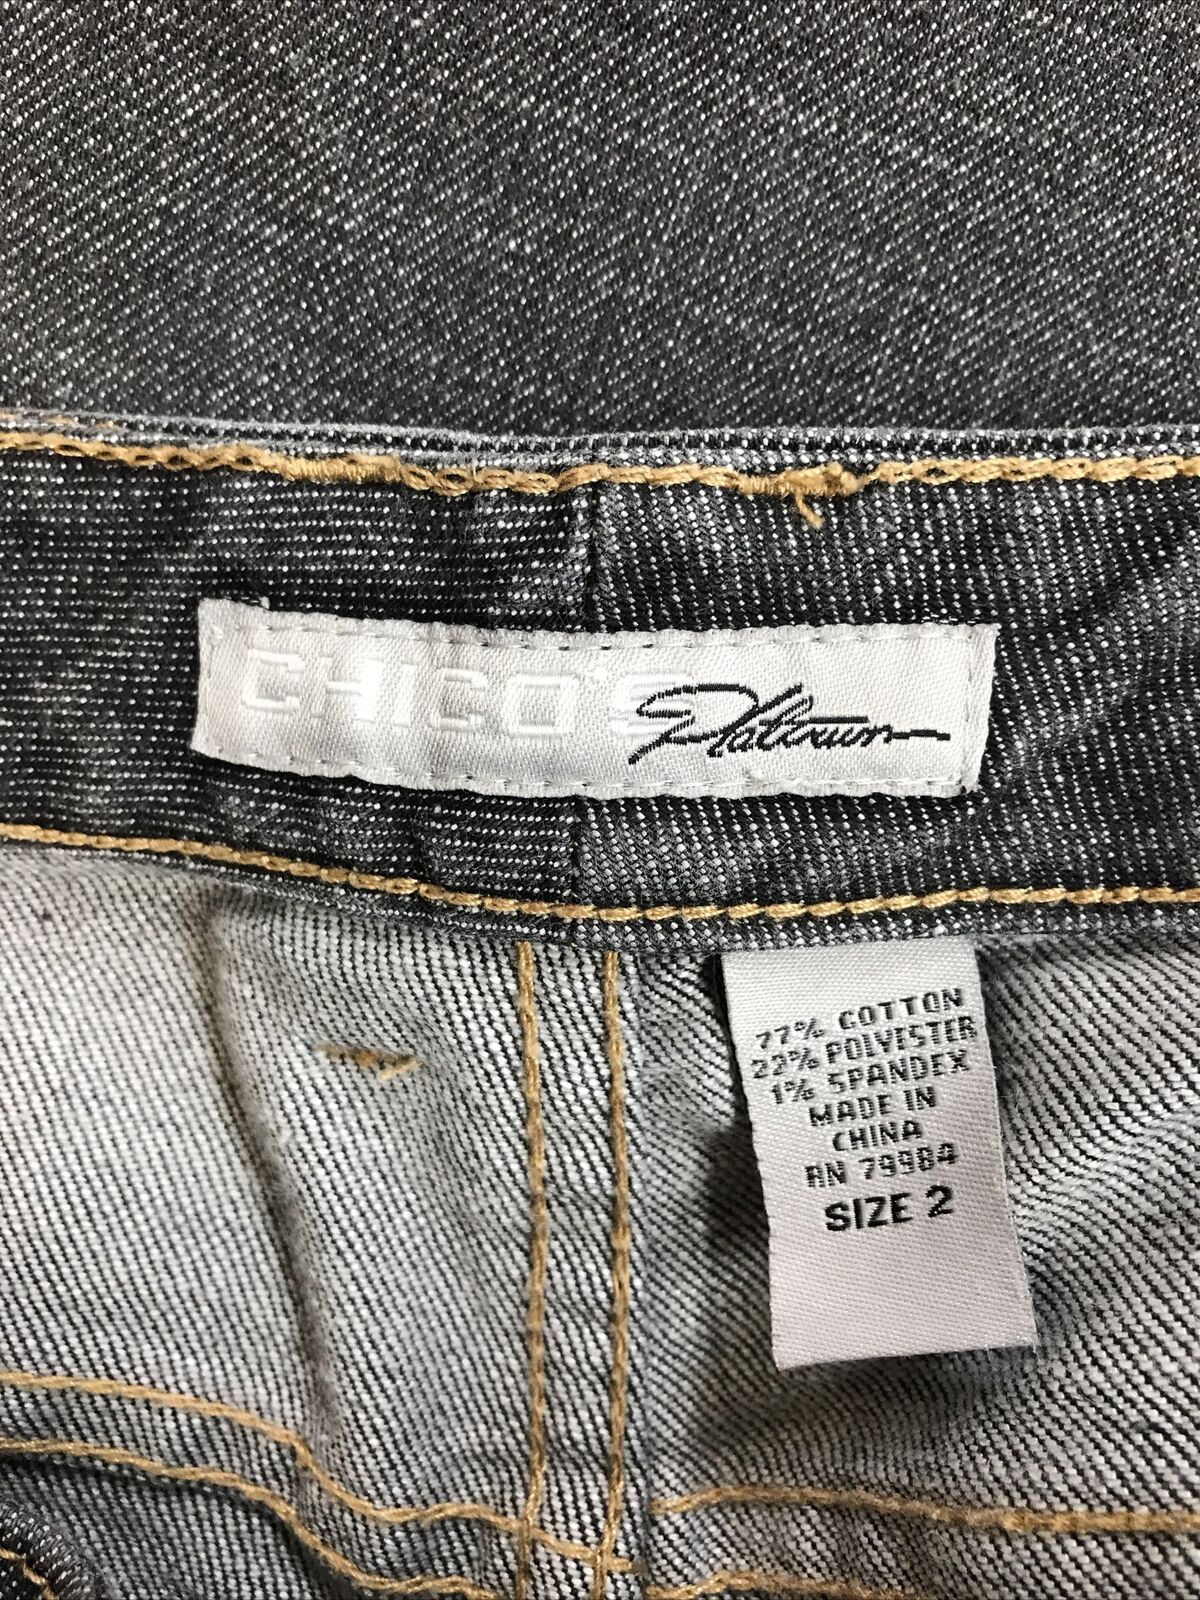 CHICO'S Platinum
77% COTTON
22% POLYESTER
1% SPANDEX
MADE IN
CHINA
RN 79984
SIZE 2